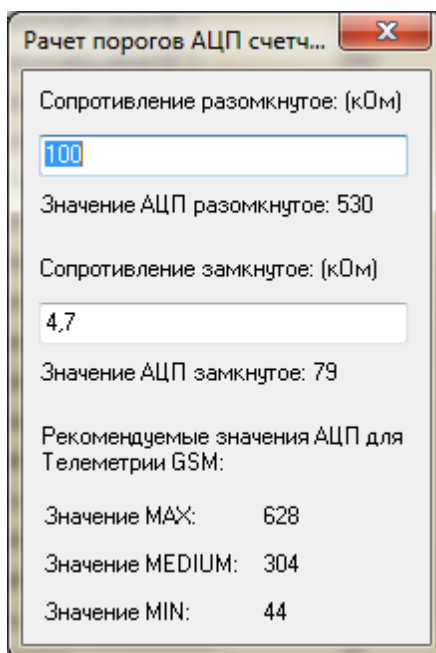 Рачет порогов АЦП счетч...
Сопротивление разомкнутое: (кОм)
100
Значение АЦП разомкнутое: 530
Сопротивление замкнутое: (кОм)
4,7
Значение АЦП замкнутое: 79
Рекомендуемые значения АЦП для
Телеметрии GSM:
Значение MAX: 628
Значение MEDIUM: 304
Значение MIN: 44